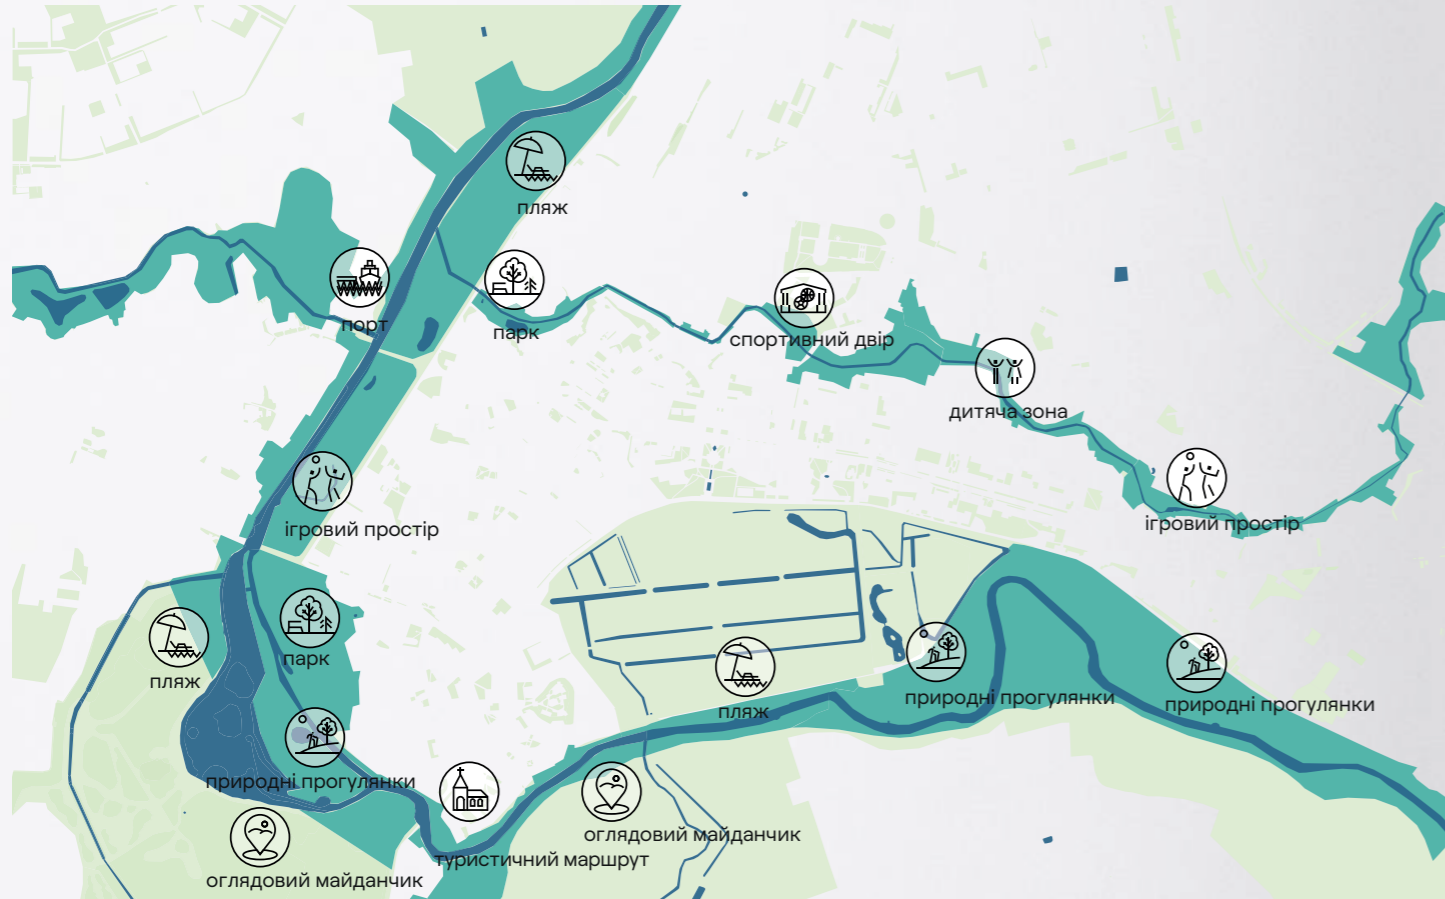 пляж
порт
парк
спортивний двір
дитяча зона
ігровий простір
ігровий простір
парк
пляж
природні прогулянки
природні прогулянки
пляж
природні прогулянки
оглядовий майданчик
туристичний маршрут
оглядовий майданчик